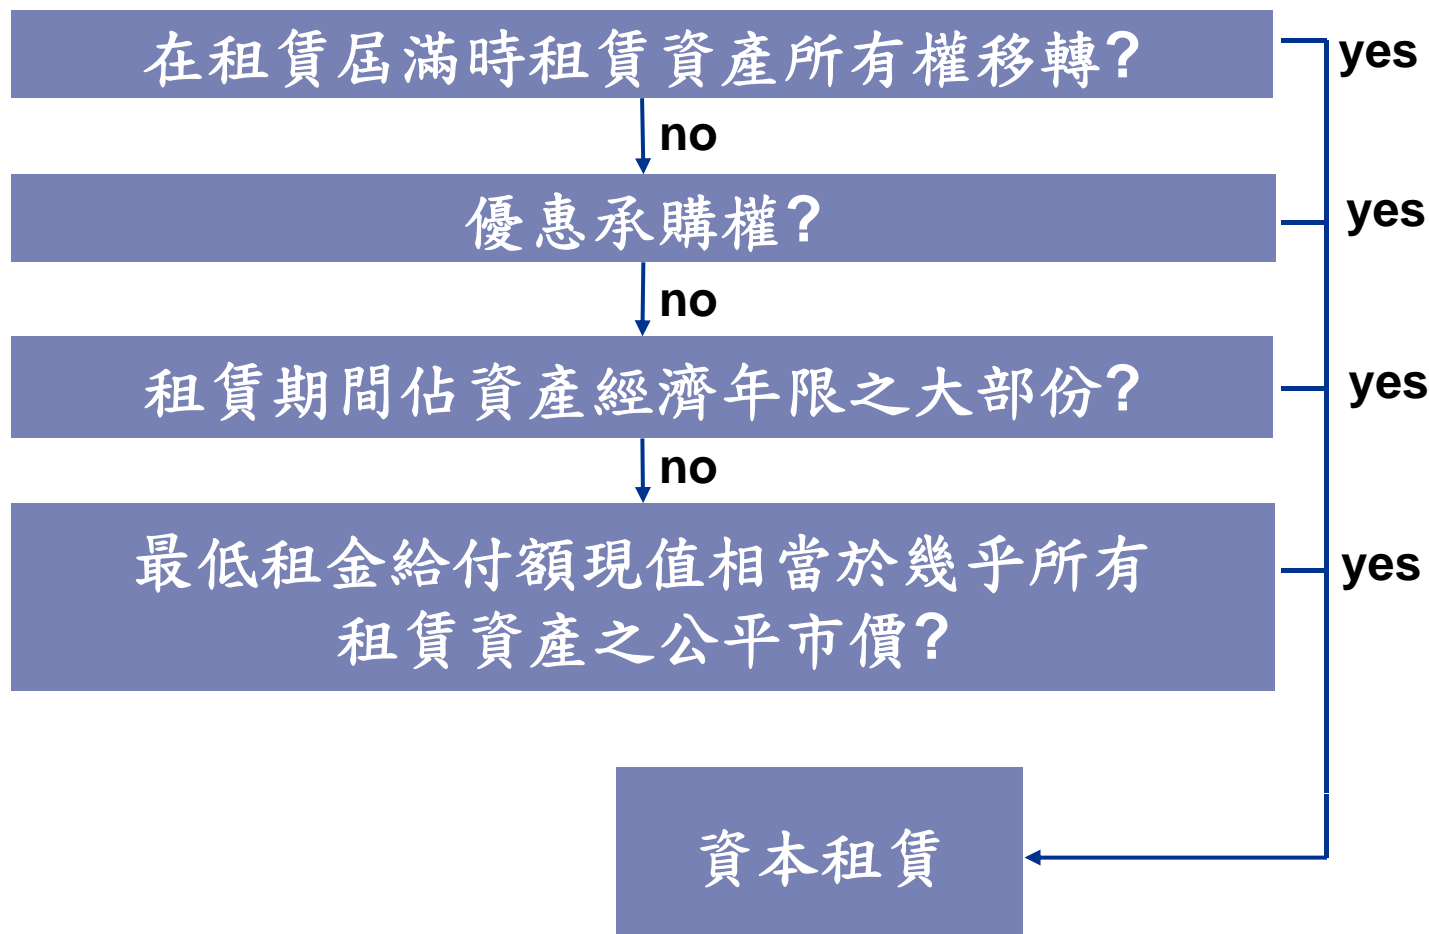 在租賃屆滿時租賃資產所有權移轉?
yes
no
優惠承購權?
yes
no
租賃期間佔資產經濟年限之大部份?
yes
no
最低租金給付額現值相當於幾乎所有
租賃資產之公平市價?
yes
資本租賃